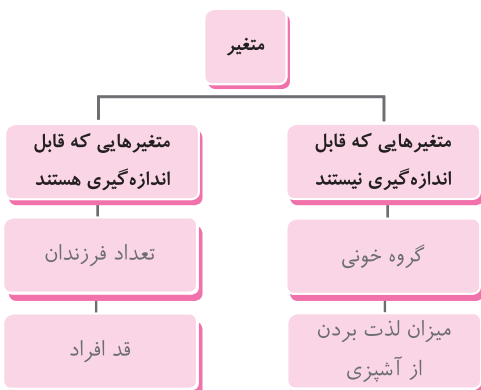 متغیر
متغیرهایی که قابل
اندازه‌گیری نیستند
گروه خونی
میزان لذت بردن
از آشپزی
متغیرهایی که قابل
اندازه‌گیری هستند
تعداد فرزندان
قد افراد